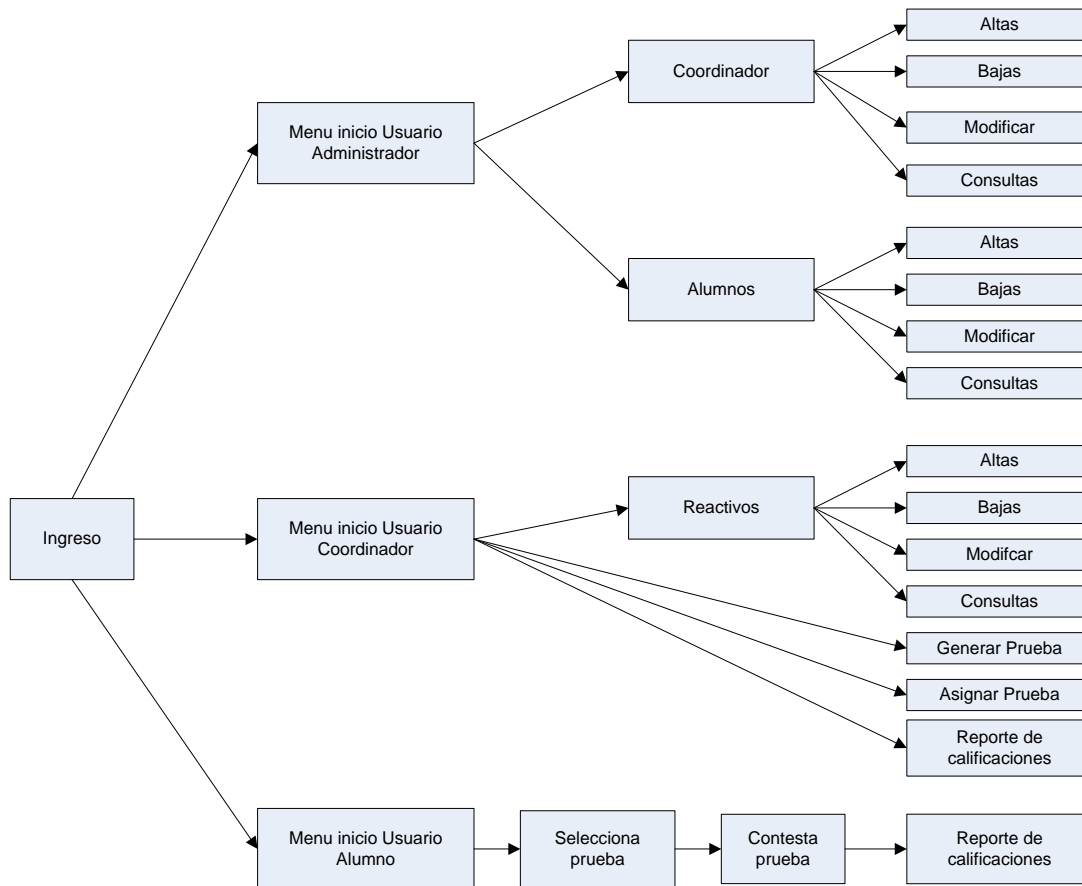 Ingreso
Menu inicio Usuario
Administrador
Coordinador
Altas
Bajas
Modificar
Consultas
Alumnos
Altas
Bajas
Modificar
Consultas
Menu inicio Usuario
Coordinador
Reactivos
Altas
Bajas
Modifcar
Consultas
Generar Prueba
Asignar Prueba
Reporte de
calificaciones
Menu inicio Usuario
Alumno
Selecciona
prueba
Contesta
prueba
Reporte de
calificaciones